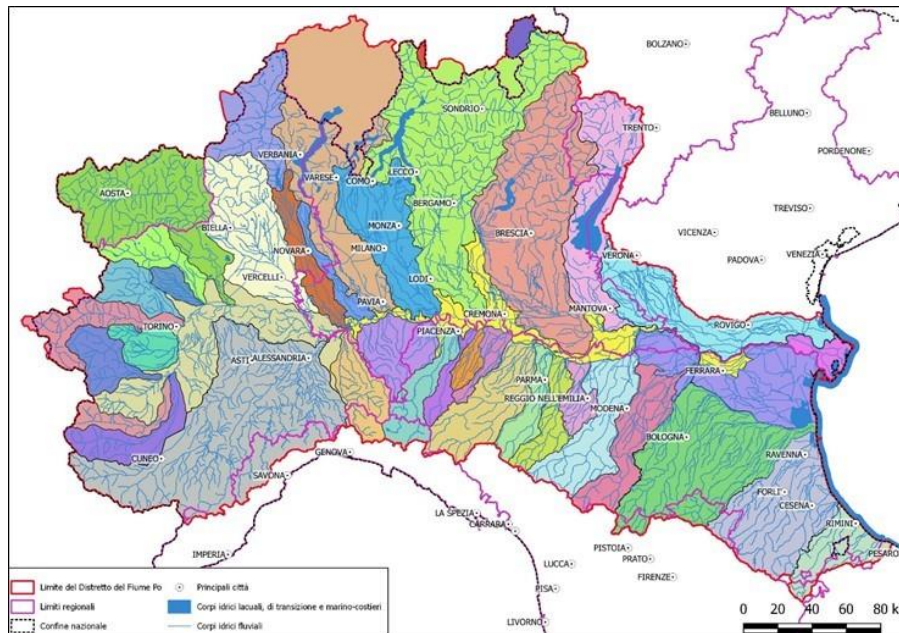 BOLZANO
SONDRIO
BELLUNO
TRENTO
PORDENONE
VERBANIA
VARESE
COMO
LECCO
AOSTA
BERGAMO
TREVISO
BIELLA
MONZA
BRESCIA
VICENZA
NOVARA
MILANO
VERONA
PADOVA
VENEZIA
VERCELLI
LODI
PAVIA
CREMONA
MANTOVA
TORINO
PIACENZA
ROVIGO
ASTI
ALESSANDRIA
FERRARA
PARMA
REGGIO NELL'EMILIA
MODENA
BOLOGNA
CUNEO
GENOVA
RAVENNA
SAVONA
FORLI'
CESENA
LA SPEZIA
CARRARA
RIMINI
IMPERIA
PISTOIA
PRATO
PESARO
LUCCA
FIRENZE
PISA
LIVORNO
Limite del Distretto del Fiume Po
Principali città
Limiti regionali
Corpi idrici lacuali, di transizione e marino-costieri
Confine nazionale
Corpi idrici fluviali
0 20 40 60 80 k